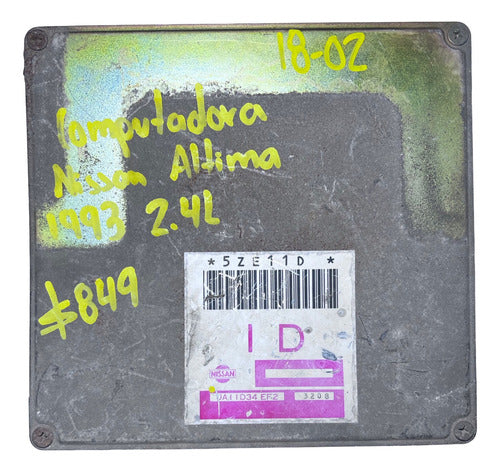 18-02
Computadora
Nissan Altima
1993 2.4L
$849
*5ZE11D*
ID
NISSAN
JA11D34 EF2 3208